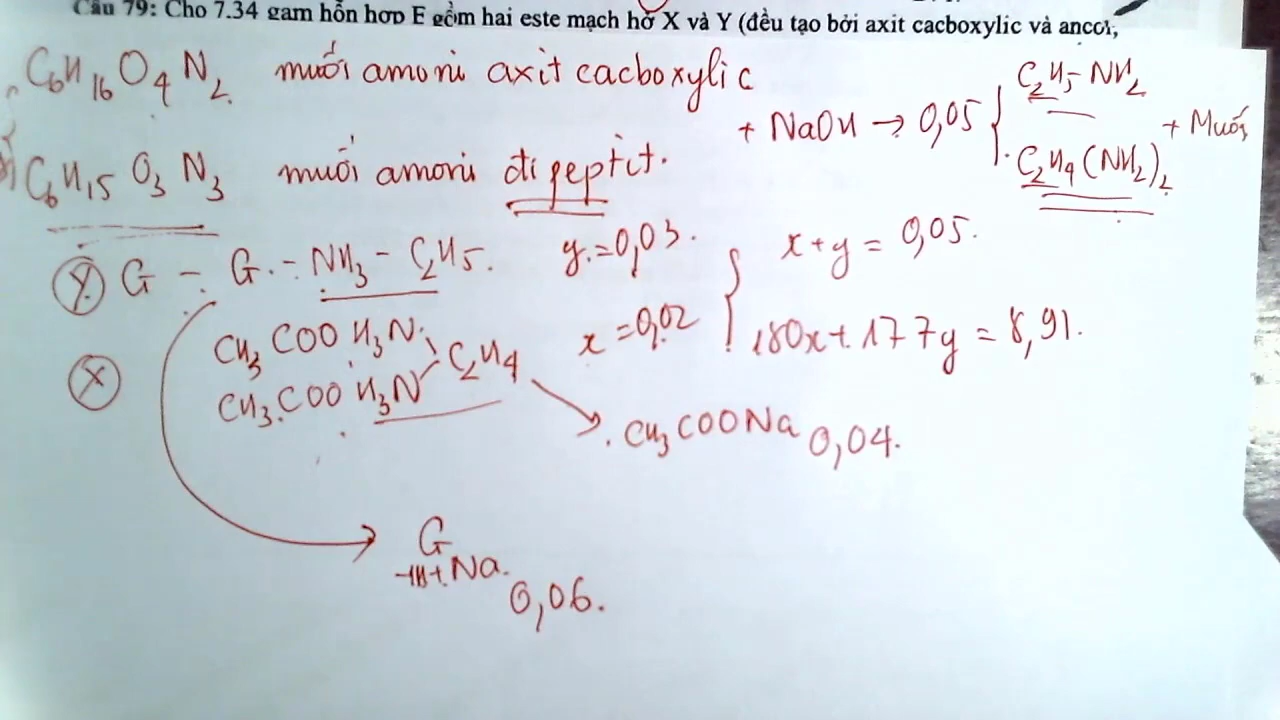 Câu 79: Cho 7.34 gam hỗn hợp E gồm hai este mạch hở X và Y (đều tạo bởi axit cacboxylic và ancol;
C6H16O4N2 muối amoni axit cacboxylic
C6H15O3N3 muối amoni đipeptit.
+ NaOH → 0,05 { C2H5NH2
C2H4(NH2)2
+ Muối
Y G - G - NH3 - C2H5. y = 0,03.
x + y = 0,05.
X CH3COOH3N
CH3COOH3N
C2H4
x = 0,02
180x + 177y = 8,91.
CH3COONa 0,04.
G
-H+Na.
0,06.